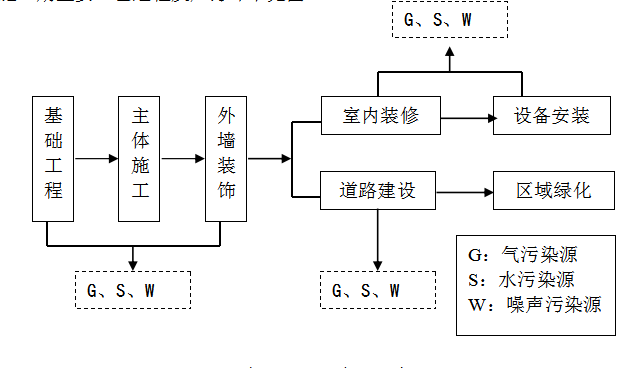 G、S、W
基础工程
主体施工
外墙装饰
室内装修
设备安装
道路建设
区域绿化
G、S、W
G、S、W
G：气污染源
S：水污染源
W：噪声污染源